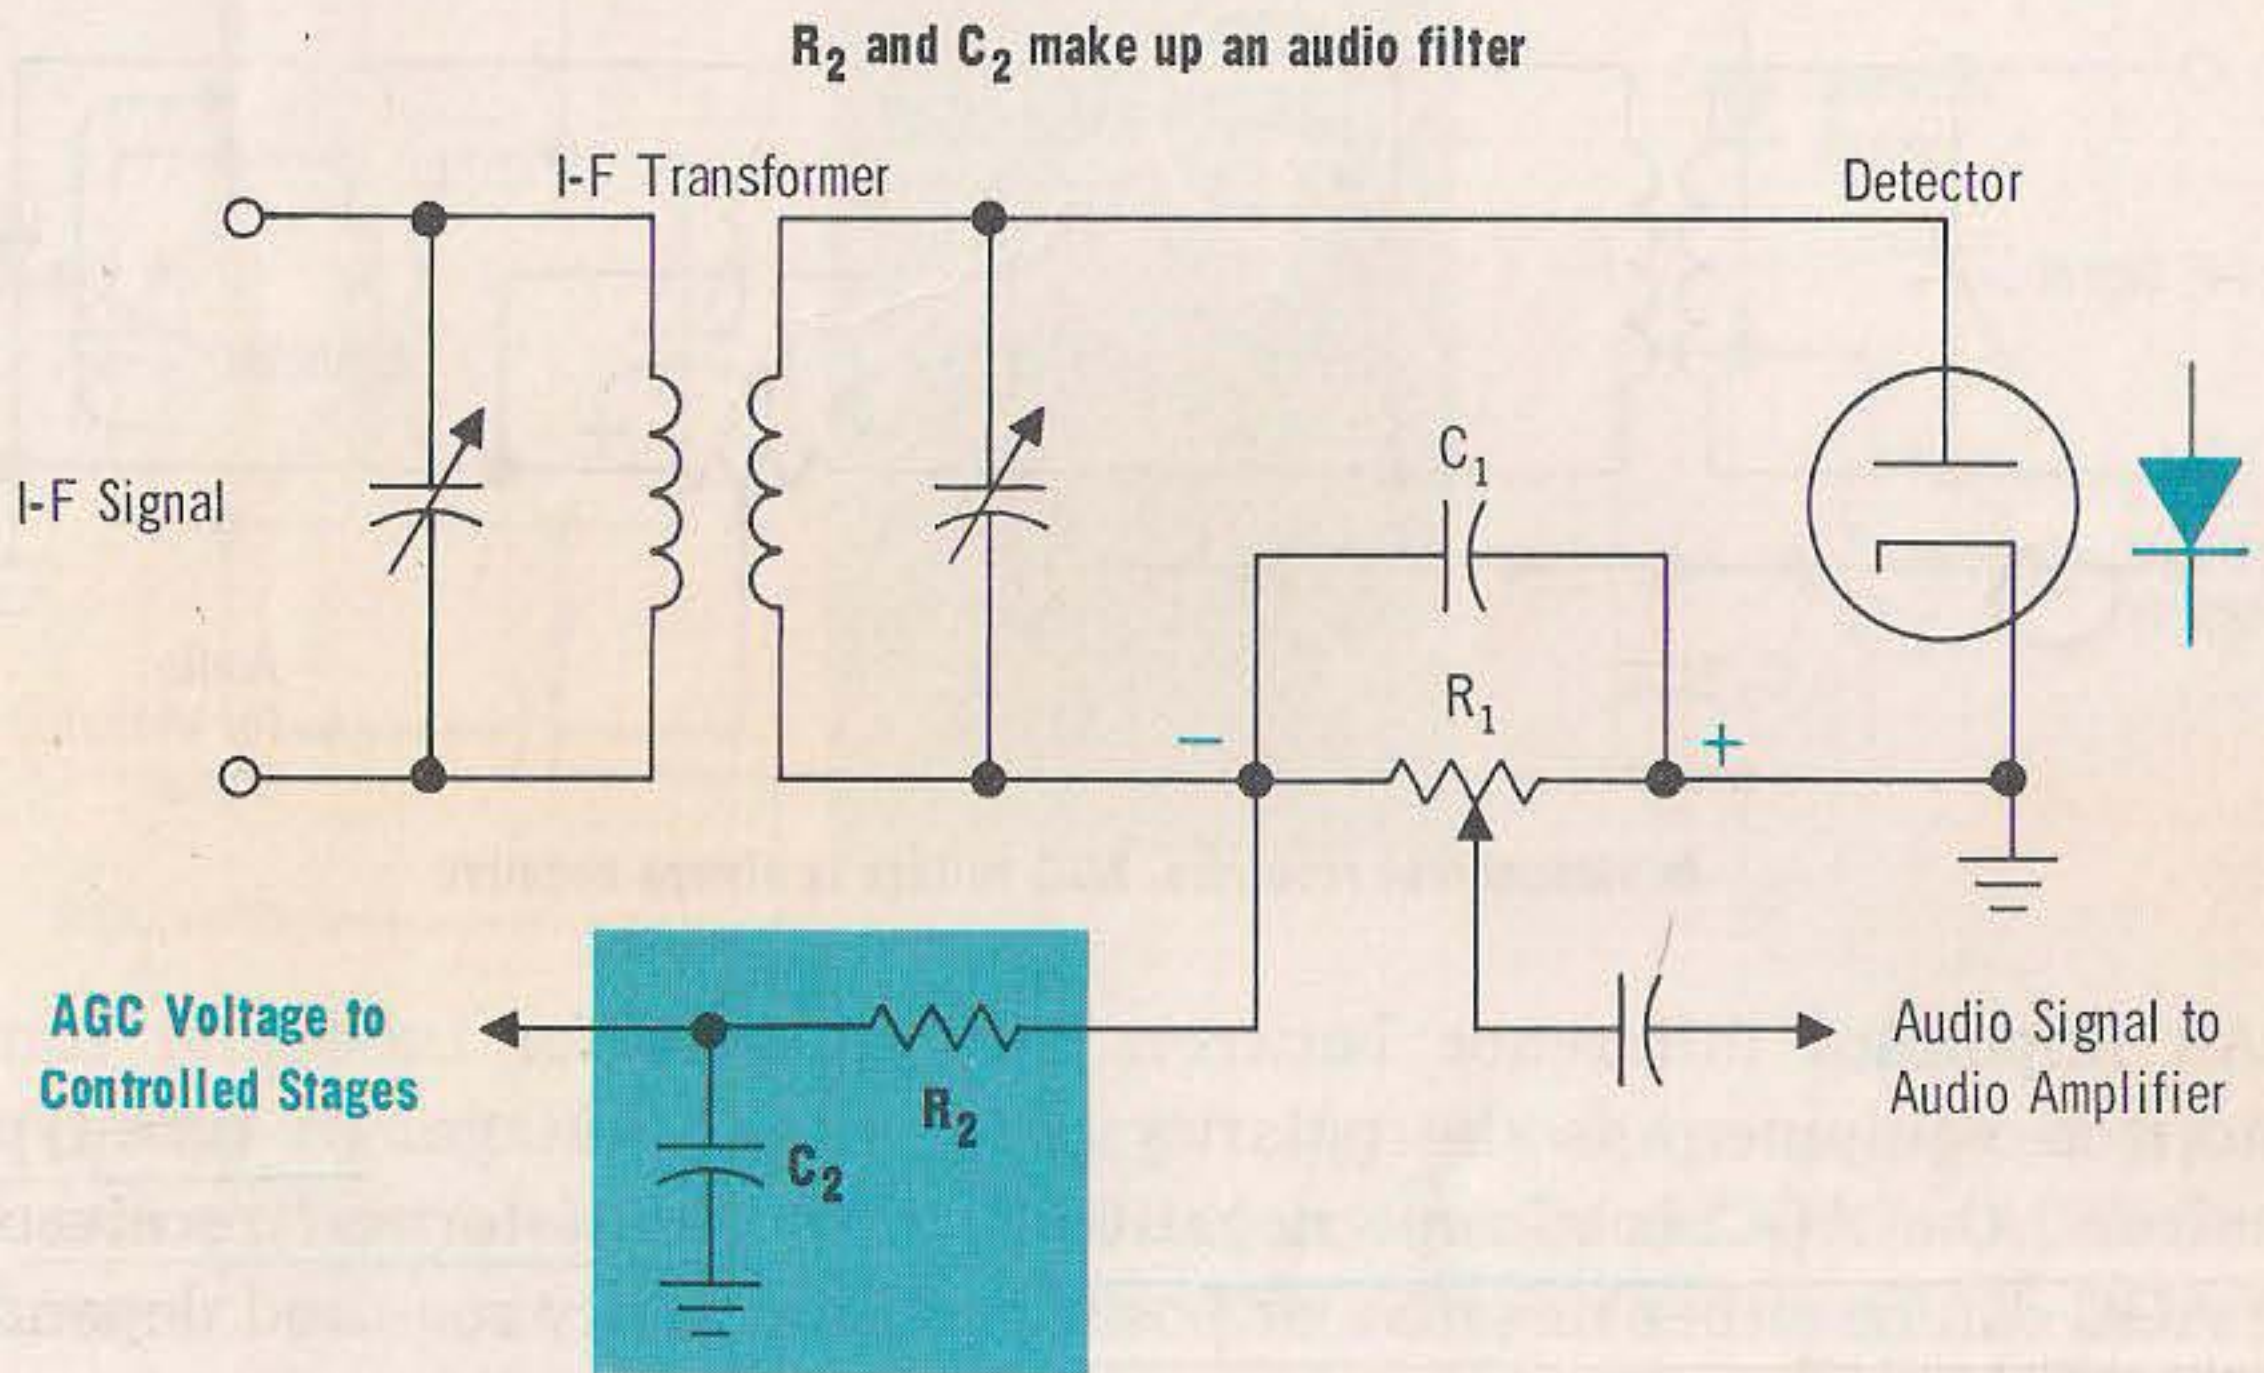 R₂ and C₂ make up an audio filter
I-F Transformer
Detector
I-F Signal
C₁
R₁
− +
AGC Voltage to
Controlled Stages
R₂
C₂
Audio Signal to
Audio Amplifier